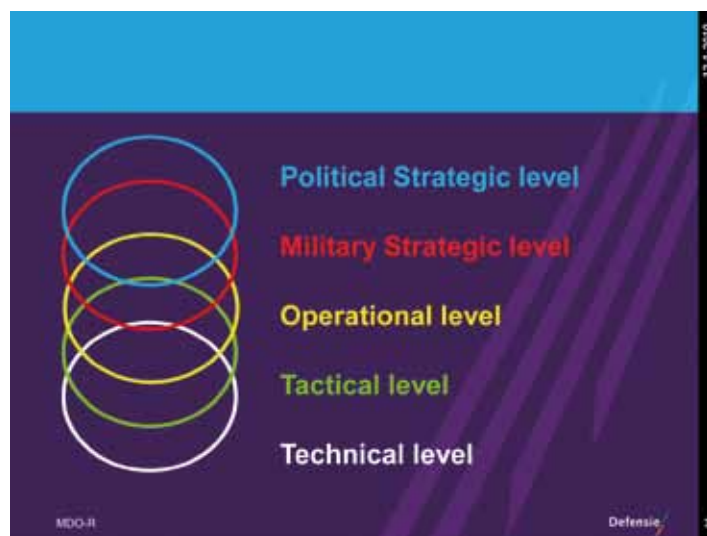 Political Strategic level
Military Strategic level
Operational level
Tactical level
Technical level
MDO-R
Defensie